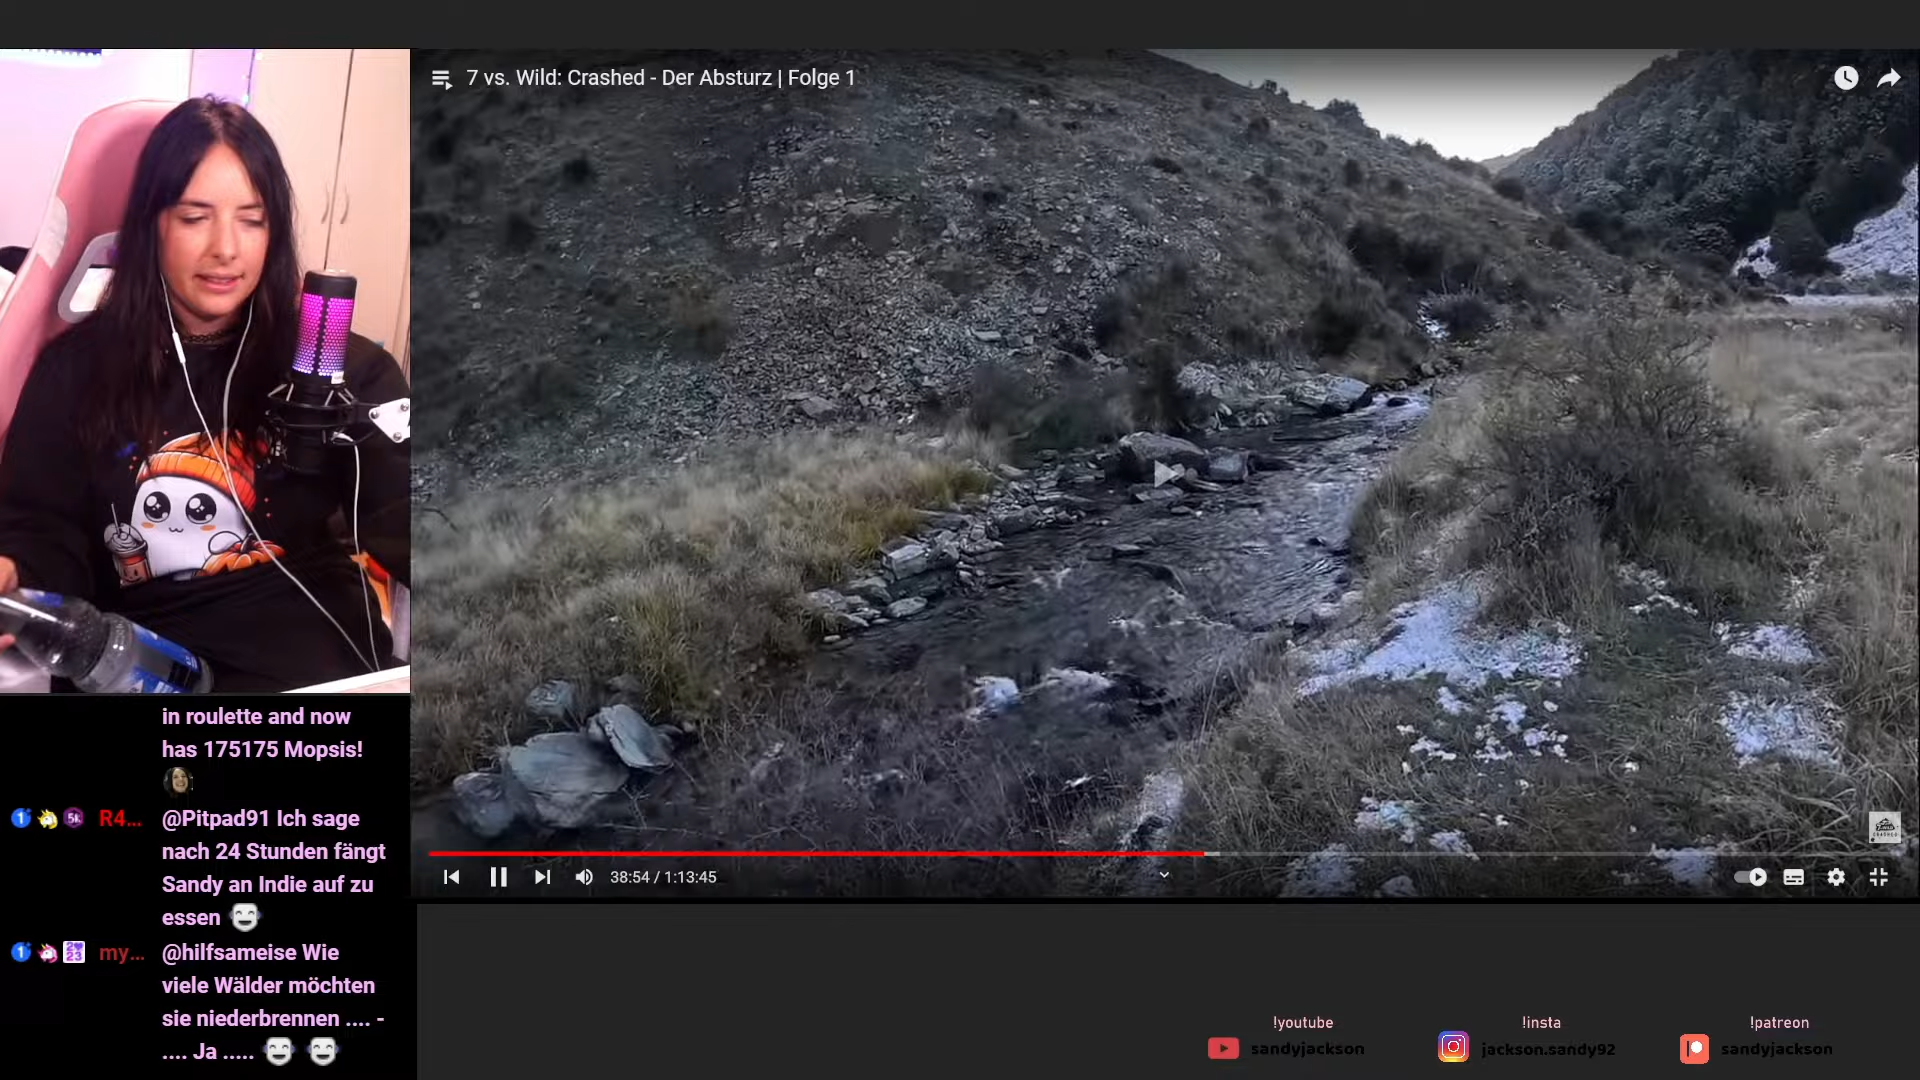 7 vs. Wild: Crashed - Der Absturz | Folge 1
38:54 / 1:13:45
in roulette and now
has 175175 Mopsis!
5K R4... @Pitpad91 Ich sage
nach 24 Stunden fängt
Sandy an Indie auf zu
essen
my... @hilfsameise Wie
viele Wälder möchten
sie niederbrennen .... -
.... Ja .....
!youtube
sandyjackson
!insta
jackson.sandy92
!patreon
sandyjackson